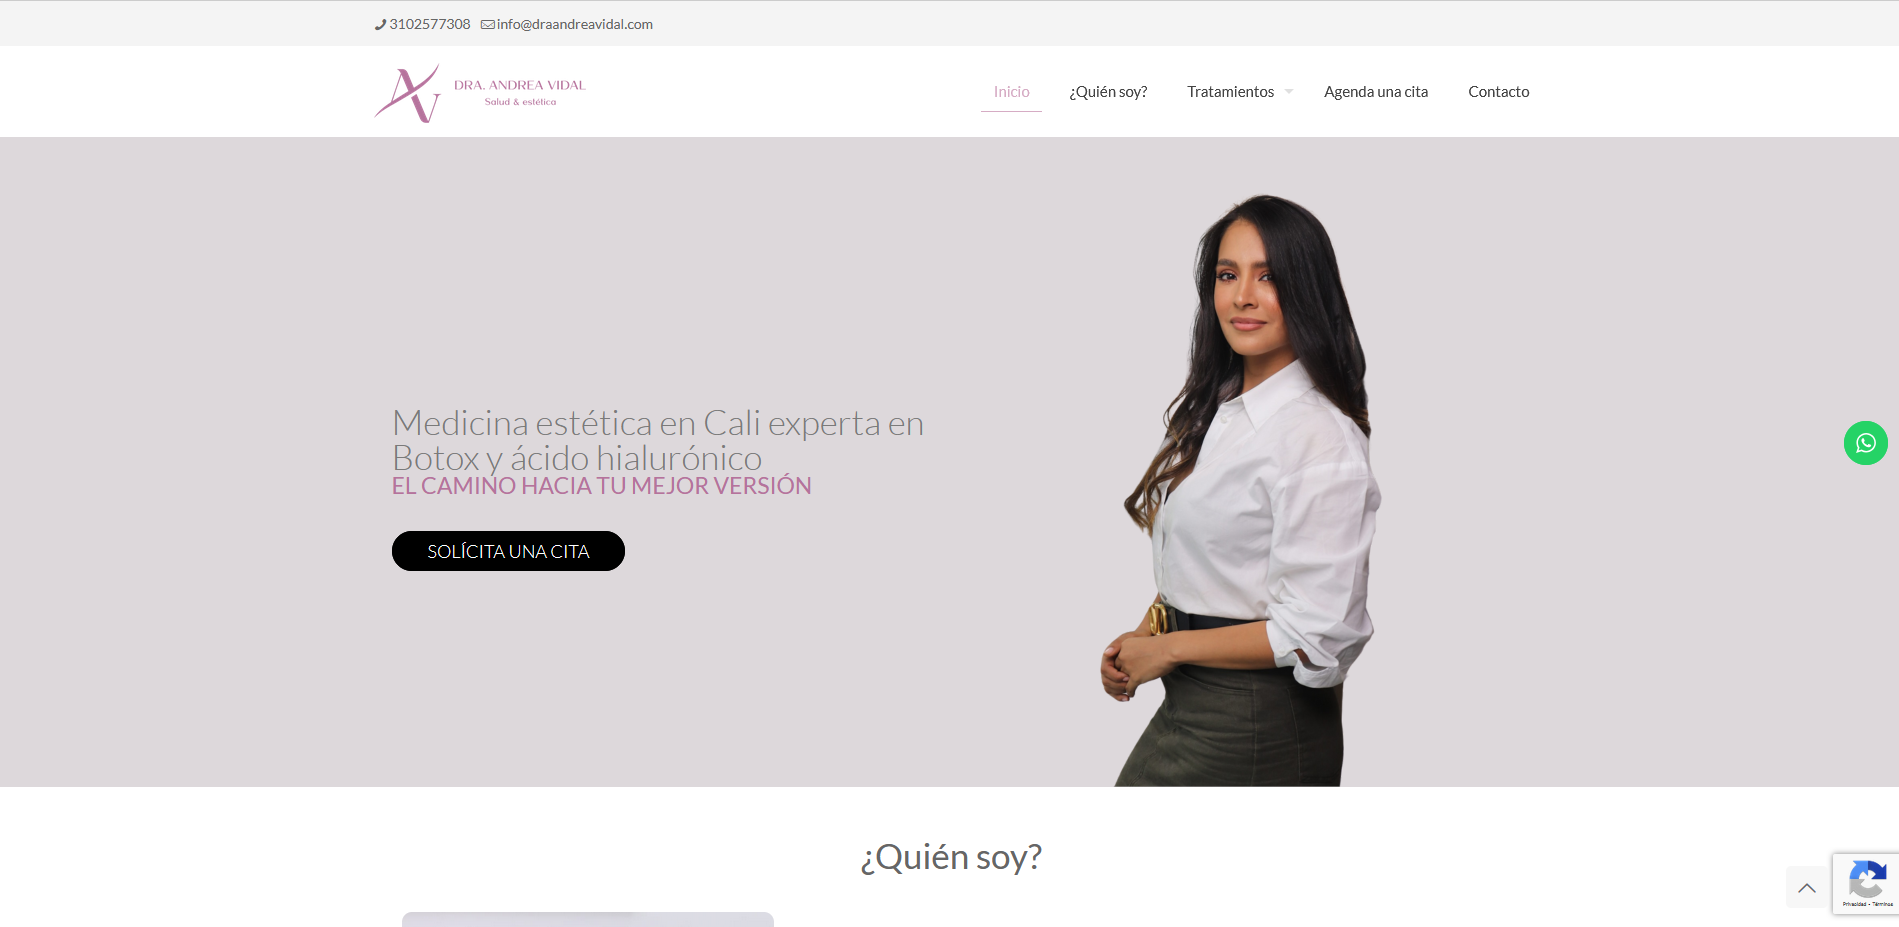 3102577308 info@draandreavidal.com
DRA. ANDREA VIDAL
Salud & estética
Inicio ¿Quién soy? Tratamientos Agenda una cita Contacto
Medicina estética en Cali experta en
Botox y ácido hialurónico
EL CAMINO HACIA TU MEJOR VERSIÓN
SOLÍCITA UNA CITA
¿Quién soy?
Privacidad • Términos